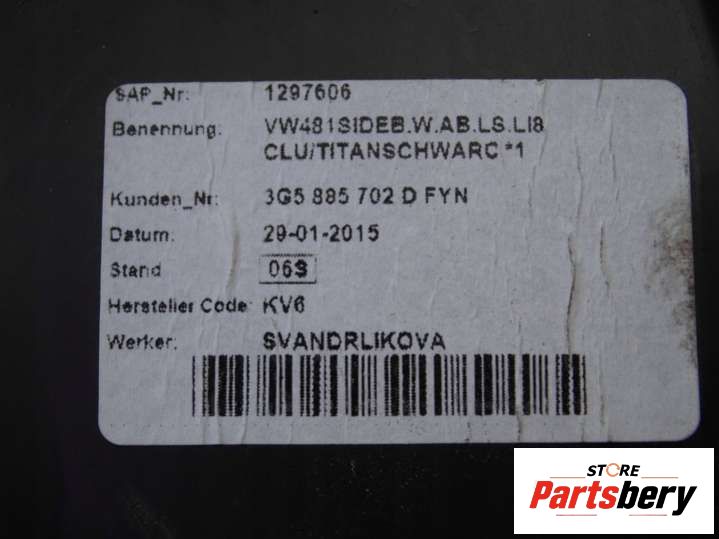 SAP_Nr: 1297606
Benennung: VW481SIDEB.W.AB.LS.LI8
CLU/TITANSCHWARC *1
Kunden_Nr: 3G5 885 702 D FYN
Datum: 29-01-2015
Stand 06S
Hersteller Code: KV6
Werker: SVANDRLIKOVA
STORE
Partsbery